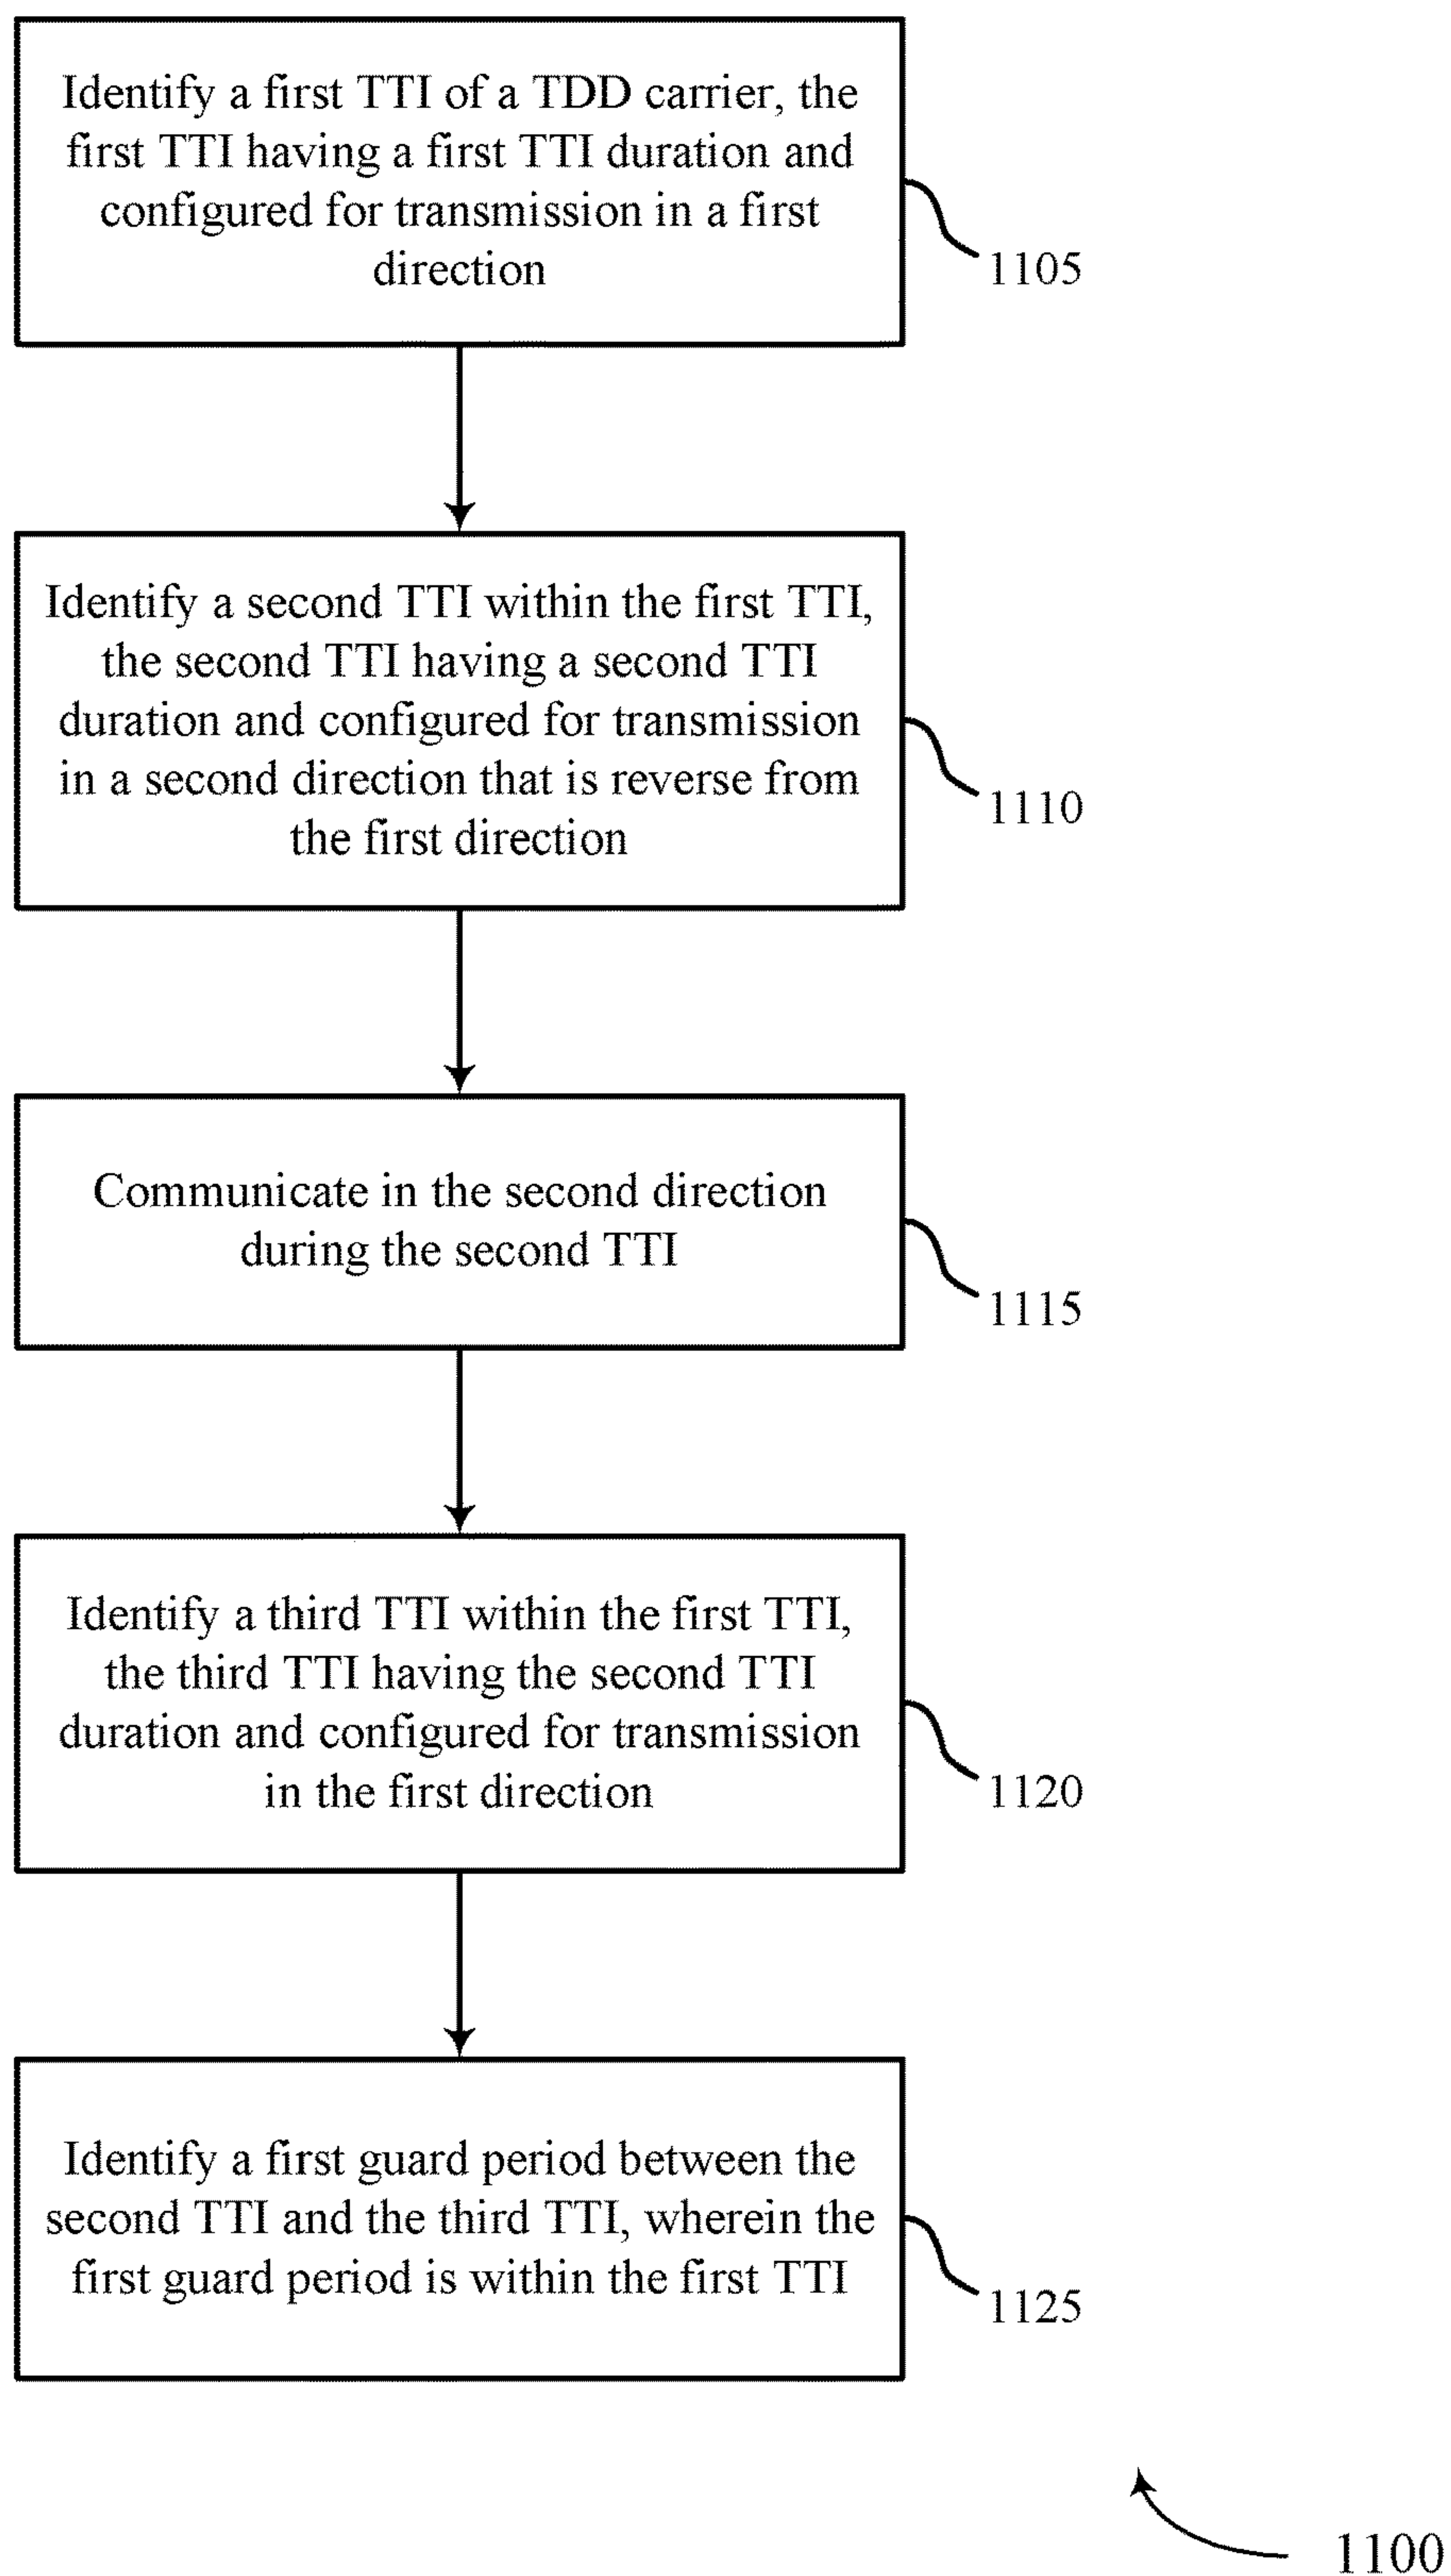 Identify a first TTI of a TDD carrier, the
first TTI having a first TTI duration and
configured for transmission in a first
direction
1105
Identify a second TTI within the first TTI,
the second TTI having a second TTI
duration and configured for transmission
in a second direction that is reverse from
the first direction
1110
Communicate in the second direction
during the second TTI
1115
Identify a third TTI within the first TTI,
the third TTI having the second TTI
duration and configured for transmission
in the first direction
1120
Identify a first guard period between the
second TTI and the third TTI, wherein the
first guard period is within the first TTI
1125
1100